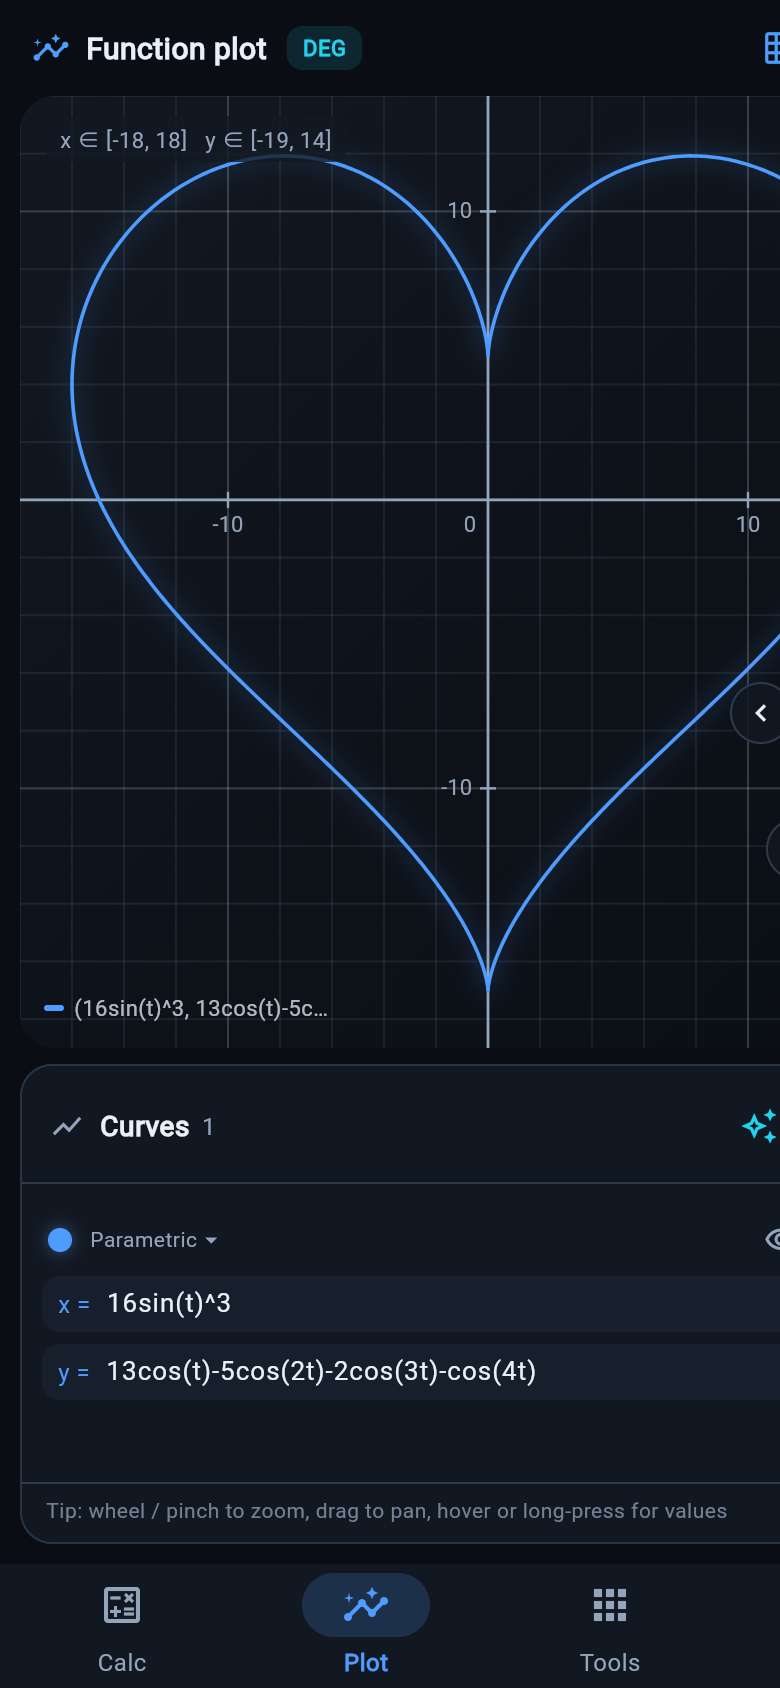 Function plot DEG
x ∈ [-18, 18] y ∈ [-19, 14]
10
-10 0 10
-10
(16sin(t)^3, 13cos(t)-5c...
Curves 1
Parametric
x = 16sin(t)^3
y = 13cos(t)-5cos(2t)-2cos(3t)-cos(4t)
Tip: wheel / pinch to zoom, drag to pan, hover or long-press for values
Calc Plot Tools